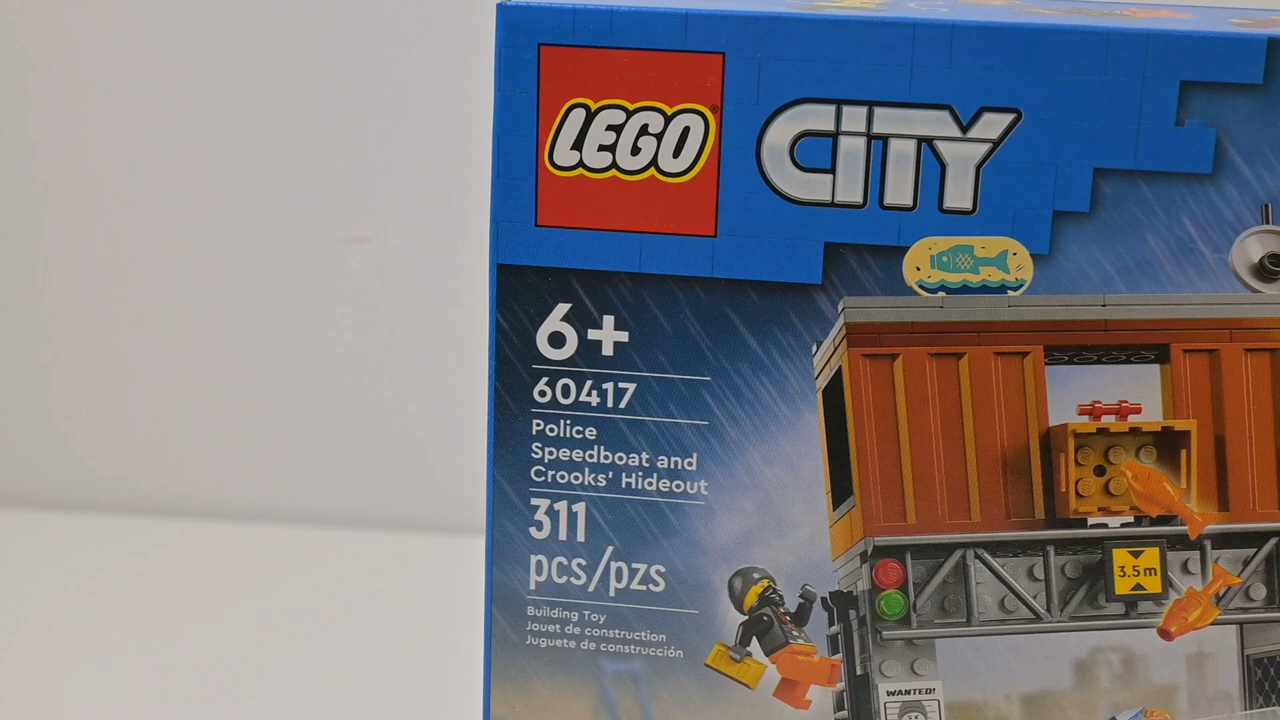 LEGO®
CITY
6+
60417
Police
Speedboat and
Crooks' Hideout
311
pcs/pzs
Building Toy
Jouet de construction
Juguete de construcción
3.5m
WANTED!